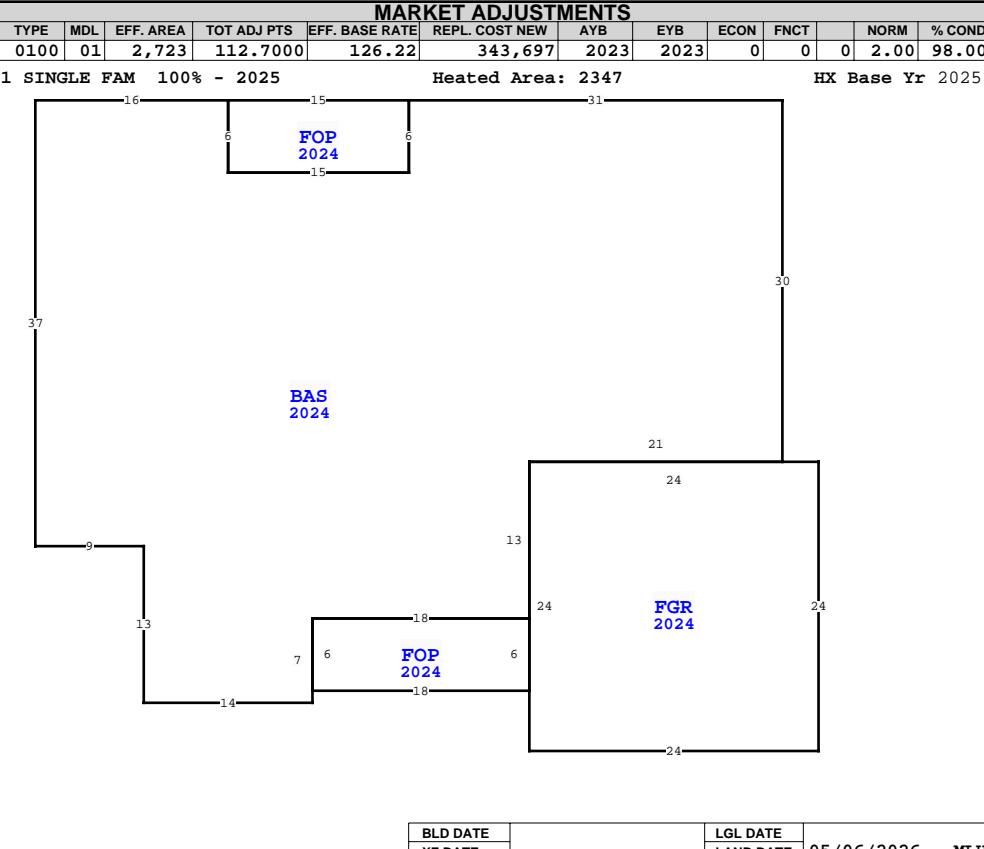 MARKET ADJUSTMENTS
TYPE MDL EFF. AREA TOT ADJ PTS EFF. BASE RATE REPL. COST NEW AYB EYB ECON FNCT NORM % COND
0100 01 2,723 112.7000 126.22 343,697 2023 2023 0 0 0 2.00 98.00
1 SINGLE FAM 100% - 2025 Heated Area: 2347 HX Base Yr 2025
16 15 31
6 FOP 6
2024
15
30
37
BAS
2024
21
24
13
9
24 FGR 24
2024
18
13
7 6 FOP 6
2024
18
14
24
BLD DATE LGL DATE